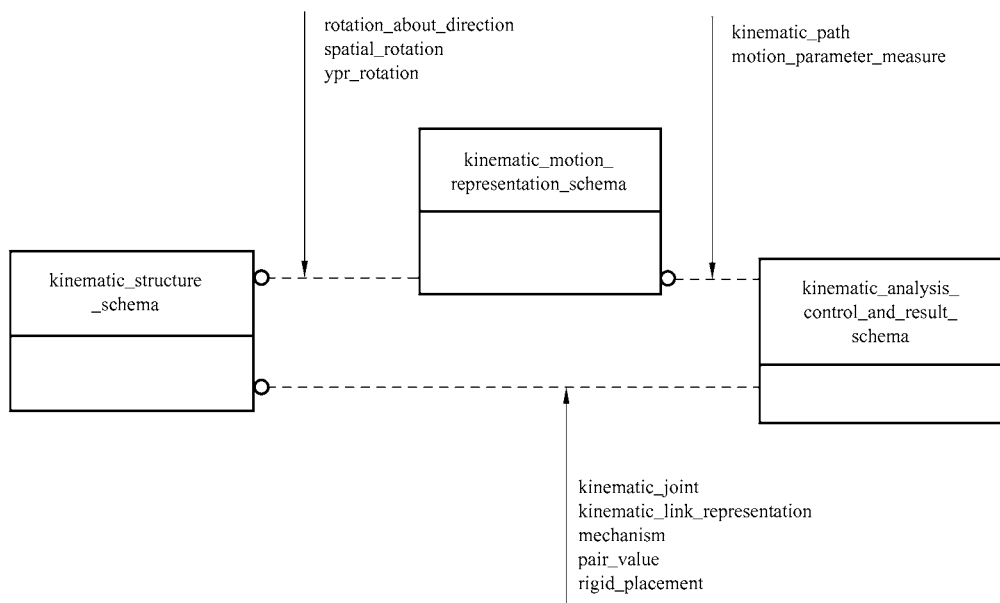 rotation_about_direction
spatial_rotation
ypr_rotation
kinematic_path
motion_parameter_measure
kinematic_motion_
representation_schema
kinematic_structure
_schema
kinematic_analysis_
control_and_result_
schema
kinematic_joint
kinematic_link_representation
mechanism
pair_value
rigid_placement